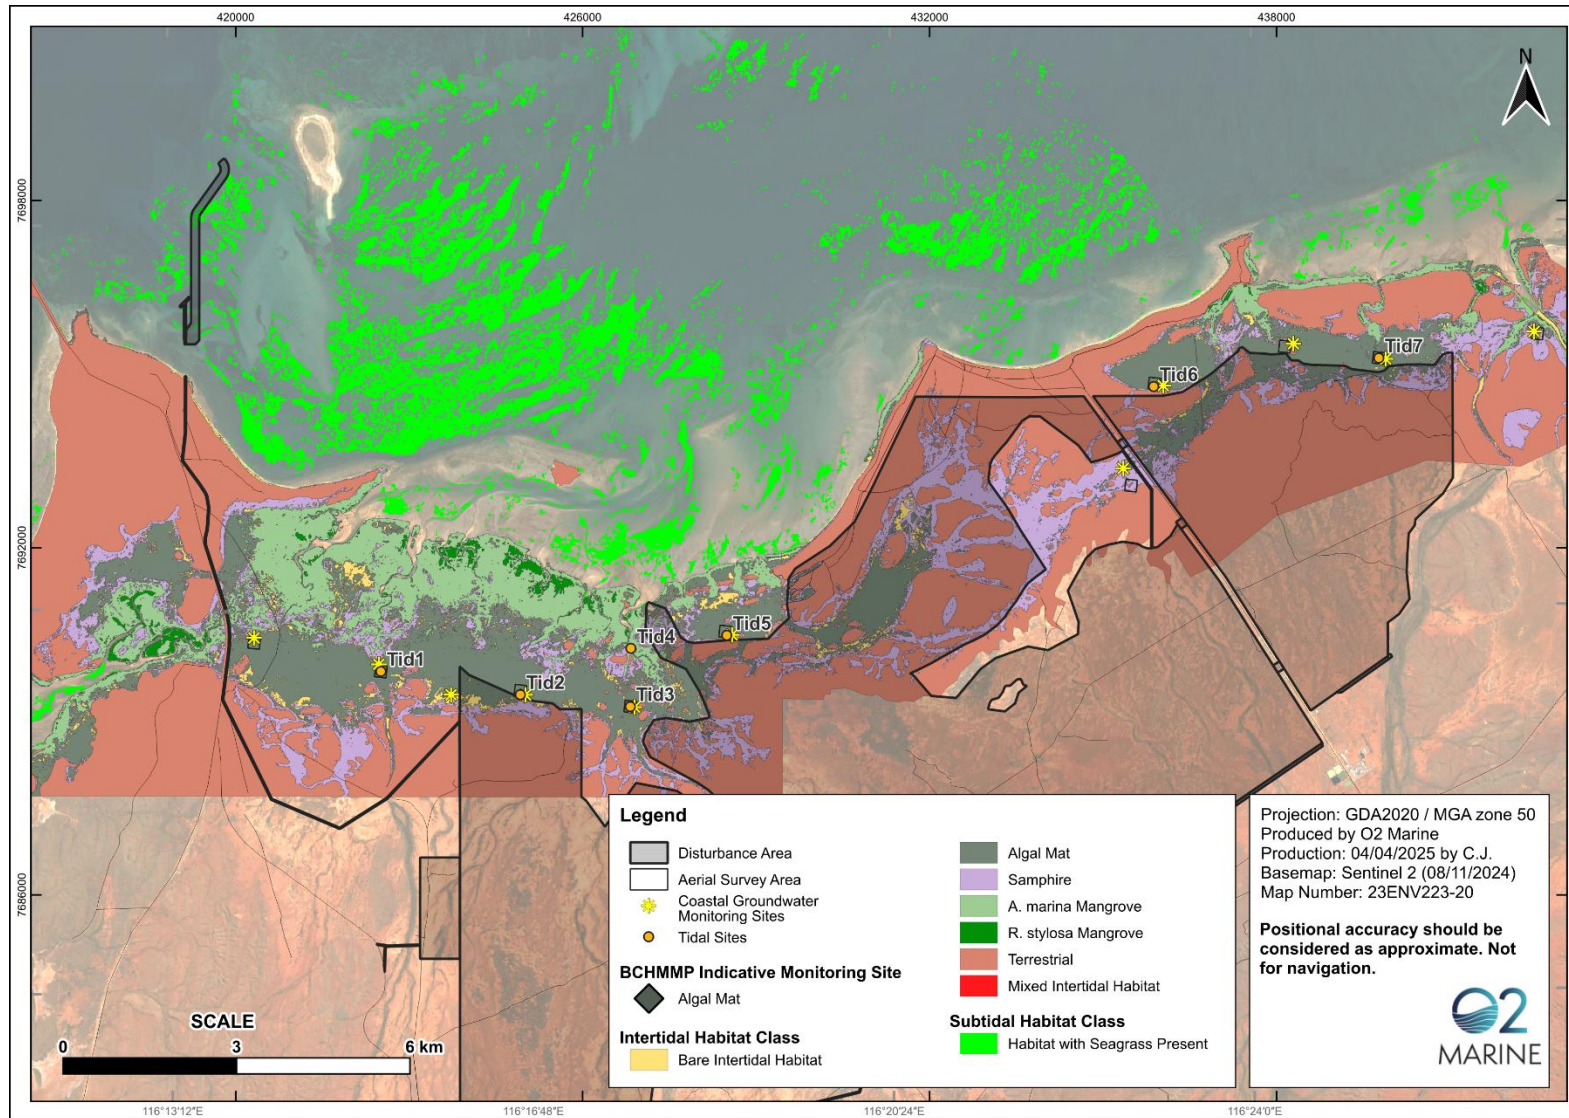 420000
426000
432000
438000
N
7698000
7692000
7686000
Tid7
Tid6
Tid5
Tid4
Tid1
Tid2
Tid3
SCALE
0
3
6 km
Legend
Disturbance Area
Aerial Survey Area
Coastal Groundwater
Monitoring Sites
Tidal Sites
BCHMMP Indicative Monitoring Site
Algal Mat
Intertidal Habitat Class
Bare Intertidal Habitat
Algal Mat
Samphire
A. marina Mangrove
R. stylosa Mangrove
Terrestrial
Mixed Intertidal Habitat
Subtidal Habitat Class
Habitat with Seagrass Present
Projection: GDA2020 / MGA zone 50
Produced by O2 Marine
Production: 04/04/2025 by C.J.
Basemap: Sentinel 2 (08/11/2024)
Map Number: 23ENV223-20
Positional accuracy should be
considered as approximate. Not
for navigation.
O2
MARINE
116°13'12"E
116°16'48"E
116°20'24"E
116°24'0"E